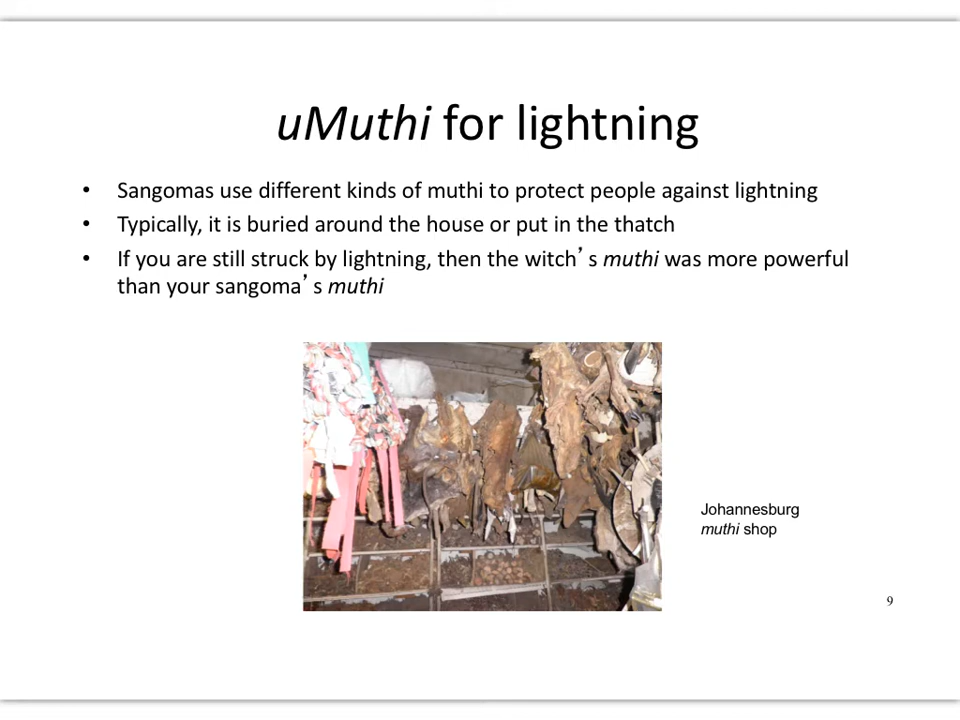 uMuthi for lightning
• Sangomas use different kinds of muthi to protect people against lightning
• Typically, it is buried around the house or put in the thatch
• If you are still struck by lightning, then the witch’s muthi was more powerful
than your sangoma’s muthi
Johannesburg
muthi shop
9